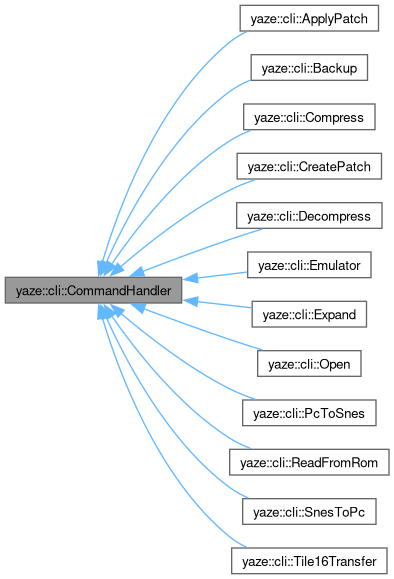 yaze::cli::CommandHandler
yaze::cli::ApplyPatch
yaze::cli::Backup
yaze::cli::Compress
yaze::cli::CreatePatch
yaze::cli::Decompress
yaze::cli::Emulator
yaze::cli::Expand
yaze::cli::Open
yaze::cli::PcToSnes
yaze::cli::ReadFromRom
yaze::cli::SnesToPc
yaze::cli::Tile16Transfer